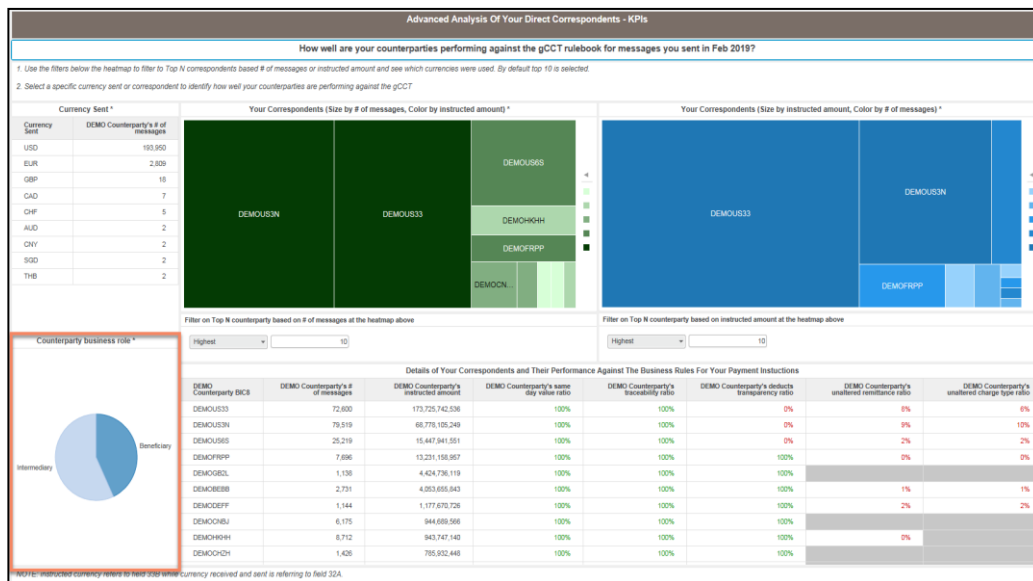 Advanced Analysis Of Your Direct Correspondents - KPIs
How well are your counterparties performing against the gCCT rulebook for messages you sent in Feb 2019?
1. Use the filters below the heatmap to filter to Top N correspondents based # of messages or instructed amount and see which currencies were used. By default top 10 is selected.
2. Select a specific currency sent or correspondent to identify how well your counterparties are performing against the gCCT
Currency Sent *
Currency Sent DEMO Counterparty's # of messages
USD 193,950
EUR 2,809
GBP 16
CAD 7
CHF 5
AUD 2
CNY 2
SGD 2
THB 2
Your Correspondents (Size by # of messages, Color by instructed amount) *
DEMOUS3N
DEMOUS33
DEMOUS6S
DEMOHKHH
DEMOFRPP
DEMOCN...
Filter on Top N counterparty based on # of messages at the heatmap above
Highest 10
Your Correspondents (Size by instructed amount, Color by # of messages) *
DEMOUS33
DEMOUS3N
DEMOFRPP
Filter on Top N counterparty based on instructed amount at the heatmap above
Highest 10
Counterparty business role *
Beneficiary
Intermediary
Details of Your Correspondents and Their Performance Against The Business Rules For Your Payment Instuctions
DEMO Counterparty BIC8 DEMO Counterparty's # of messages DEMO Counterparty's instructed amount DEMO Counterparty's same day value ratio DEMO Counterparty's traceability ratio DEMO Counterparty's deducts transparency ratio DEMO Counterparty's unaltered remittance ratio DEMO Counterparty's unaltered charge type ratio
DEMOUS33 72,600 173,725,742,536 100% 100% 0% 8% 6%
DEMOUS3N 79,519 68,778,105,249 100% 100% 0% 9% 10%
DEMOUS6S 25,219 15,447,941,551 100% 100% 0% 2% 2%
DEMOFRPP 7,696 13,231,158,957 100% 100% 100% 0% 0%
DEMOGB2L 1,138 4,424,736,119 100% 100% 100%
DEMOBEBB 2,731 4,053,655,843 100% 100% 100% 1% 1%
DEMODEFF 1,144 1,177,670,726 100% 100% 100% 2% 2%
DEMOCNBJ 6,175 944,689,566 100% 100% 100%
DEMOHKHH 8,712 943,747,140 100% 100% 100% 0%
DEMOCHZH 1,426 785,932,448 100% 100% 100%
NOTE: instructed currency refers to field 33B while currency received and sent is referring to field 32A.